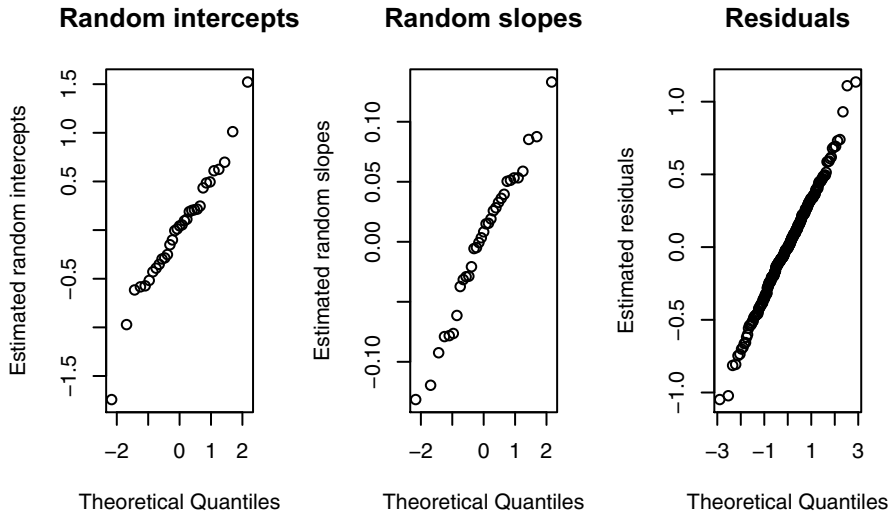 Random intercepts
Random slopes
Residuals
Estimated random intercepts
1.5
1.0
0.5
−0.5
−1.5
−2
0
1
2
Theoretical Quantiles
Estimated random slopes
0.10
0.05
0.00
−0.10
−2
0
1
2
Theoretical Quantiles
Estimated residuals
1.0
0.5
0.0
−0.5
−1.0
−3
−1
1
3
Theoretical Quantiles